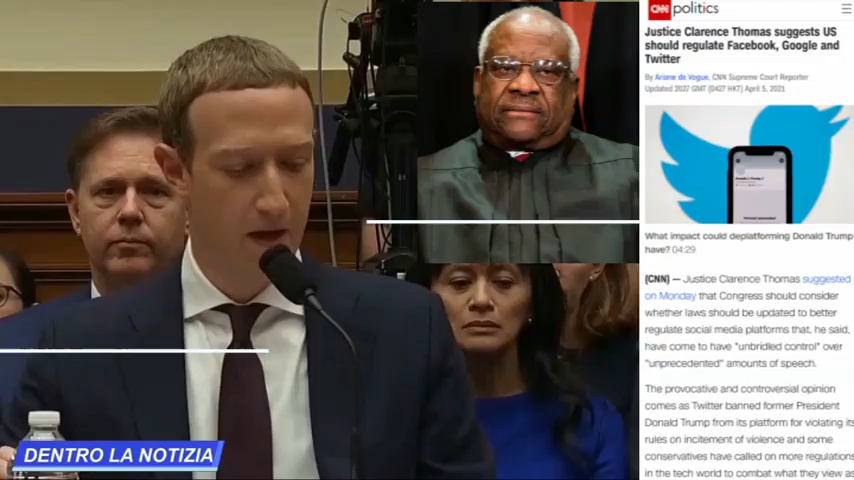 CNN politics
Justice Clarence Thomas suggests US
should regulate Facebook, Google and
Twitter
By Ariane de Vogue, CNN Supreme Court Reporter
Updated 2027 GMT (0427 HKT) April 5, 2021
What impact could deplatforming Donald Trump
have? 04:29
(CNN) — Justice Clarence Thomas suggested
on Monday that Congress should consider
whether laws should be updated to better
regulate social media platforms that, he said,
have come to have "unbridled control" over
"unprecedented" amounts of speech.
The provocative and controversial opinion
comes as Twitter banned former President
Donald Trump from its platform for violating its
rules on incitement of violence and some
conservatives have called on more regulations
in the tech world to combat what they view as
DENTRO LA NOTIZIA